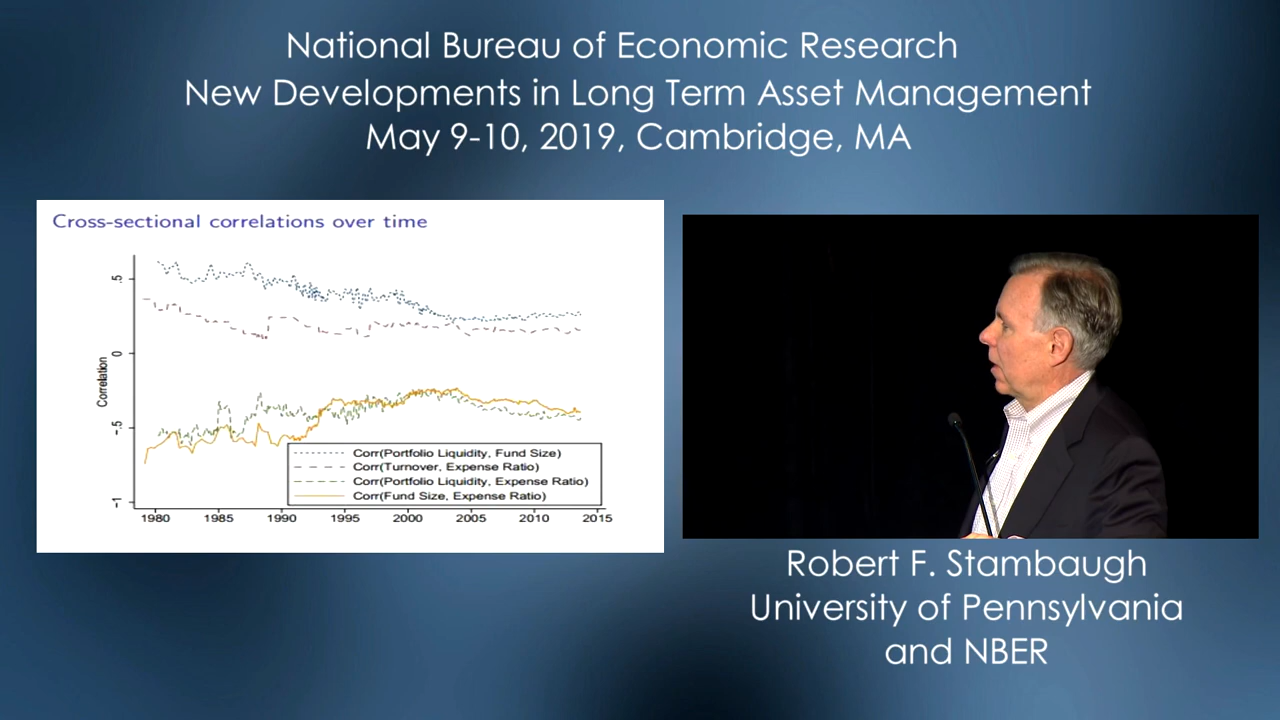 National Bureau of Economic Research
New Developments in Long Term Asset Management
May 9-10, 2019, Cambridge, MA
Cross-sectional correlations over time
.5
0
-.5
-1
Correlation
Corr(Portfolio Liquidity, Fund Size)
Corr(Turnover, Expense Ratio)
Corr(Portfolio Liquidity, Expense Ratio)
Corr(Fund Size, Expense Ratio)
1980 1985 1990 1995 2000 2005 2010 2015
Robert F. Stambaugh
University of Pennsylvania
and NBER